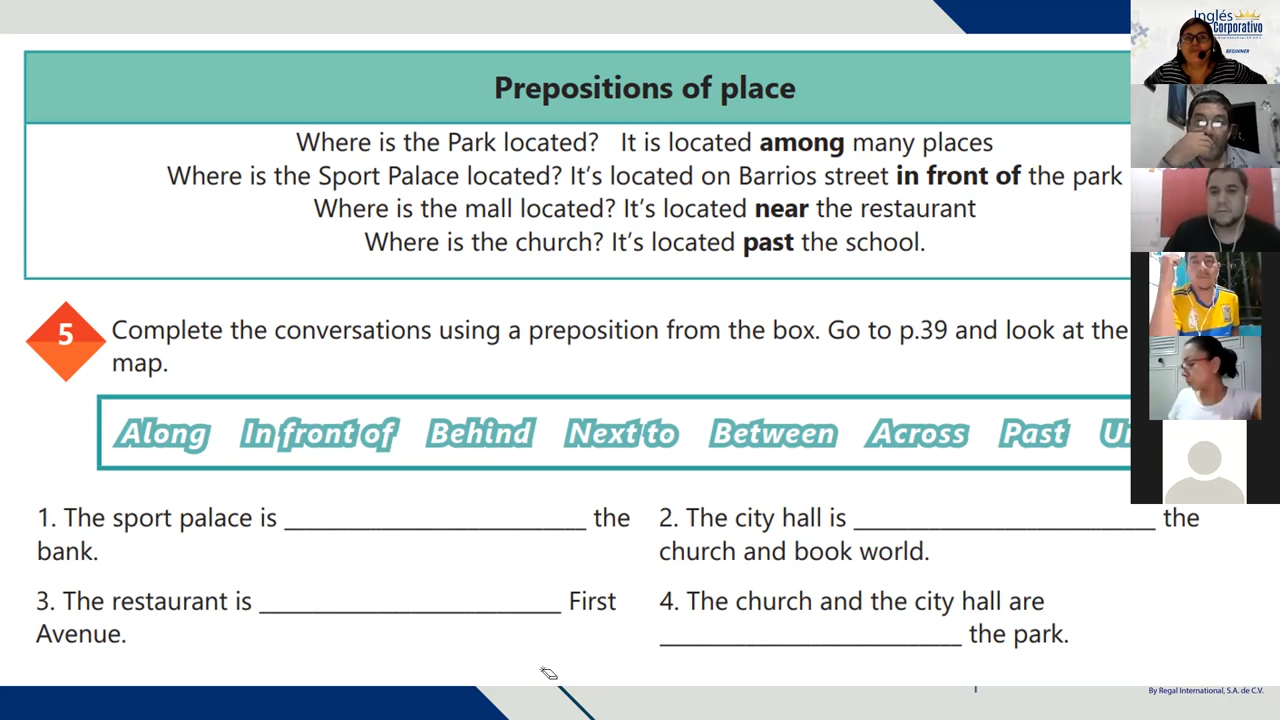 Inglés
Corporativo
BEGINNER
Prepositions of place
Where is the Park located? It is located among many places
Where is the Sport Palace located? It's located on Barrios street in front of the park
Where is the mall located? It's located near the restaurant
Where is the church? It's located past the school.
5
Complete the conversations using a preposition from the box. Go to p.39 and look at the
map.
Along In front of Behind Next to Between Across Past
1. The sport palace is ______________________ the
bank.
2. The city hall is ______________________ the
church and book world.
3. The restaurant is ______________________ First
Avenue.
4. The church and the city hall are
______________________ the park.
By Regal International, S.A. de C.V.